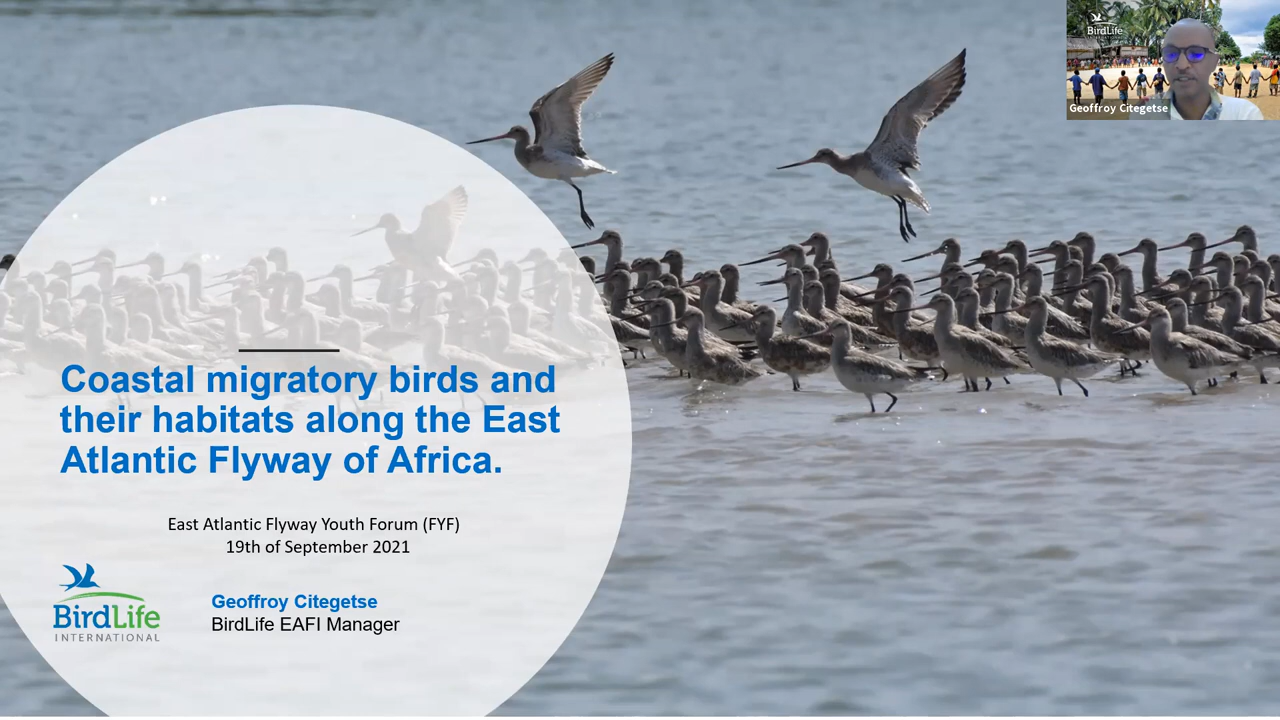 BirdLife
INTERNATIONAL
Geoffroy Citegetse
Coastal migratory birds and
their habitats along the East
Atlantic Flyway of Africa.
East Atlantic Flyway Youth Forum (FYF)
19th of September 2021
BirdLife
INTERNATIONAL
Geoffroy Citegetse
BirdLife EAFI Manager